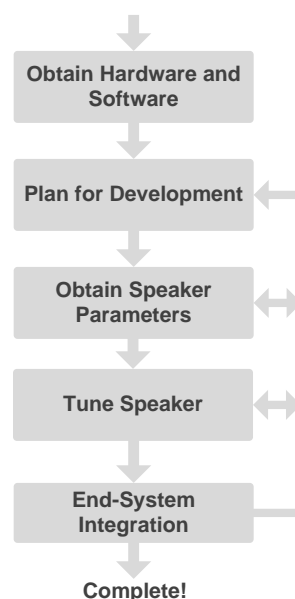 Obtain Hardware and
Software
Plan for Development
Obtain Speaker
Parameters
Tune Speaker
End-System
Integration
Complete!